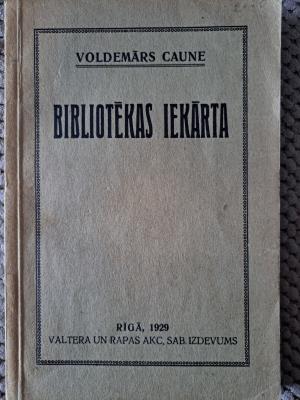 VOLDEMĀRS CAUNE
BIBLIOTĒKAS IEKĀRTA
RĪGĀ, 1929
VALTERA UN RAPAS AKC. SAB. IZDEVUMS